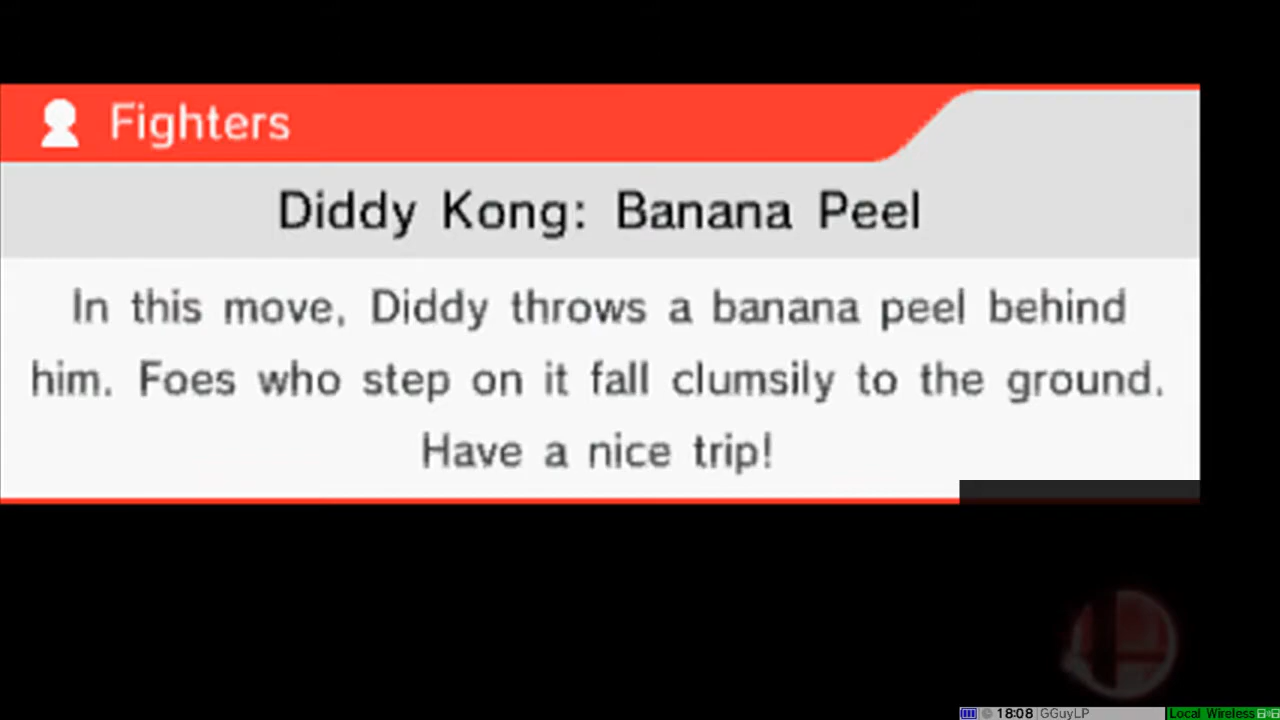 Fighters
Diddy Kong: Banana Peel
In this move, Diddy throws a banana peel behind
him. Foes who step on it fall clumsily to the ground.
Have a nice trip!
18:08 GGuyLP Local Wireless